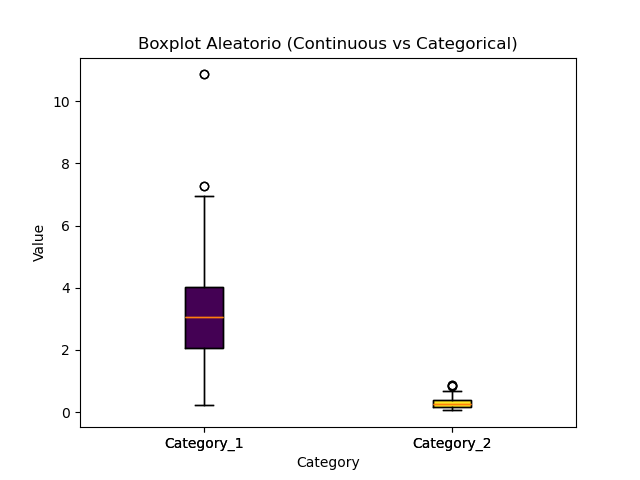 Boxplot Aleatorio (Continuous vs Categorical)
10
8
6
4
2
0
Value
Category_1
Category_2
Category